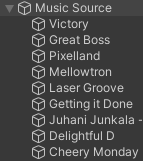 Music Source
Victory
Great Boss
Pixelland
Mellowtron
Laser Groove
Getting it Done
Juhani Junkala -
Delightful D
Cheery Monday